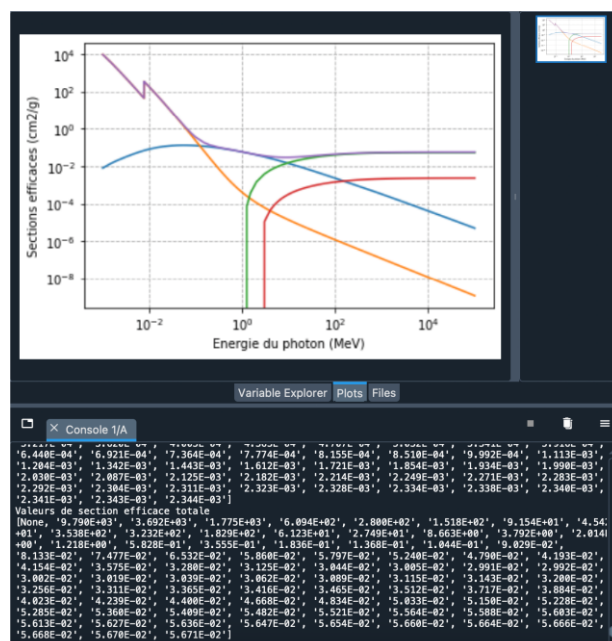 10⁴
10²
10⁰
10⁻²
10⁻⁴
10⁻⁶
10⁻⁸
Sections efficaces (cm2/g)
10⁻² 10⁰ 10² 10⁴
Energie du photon (MeV)
Variable Explorer Plots Files
Console 1/A
'6.440E-04', '6.921E-04', '7.364E-04', '7.774E-04', '8.155E-04', '8.510E-04', '9.992E-04', '1.113E-03',
'1.204E-03', '1.342E-03', '1.443E-03', '1.612E-03', '1.721E-03', '1.854E-03', '1.934E-03', '1.990E-03',
'2.030E-03', '2.087E-03', '2.125E-03', '2.182E-03', '2.214E-03', '2.249E-03', '2.271E-03', '2.283E-03',
'2.292E-03', '2.304E-03', '2.311E-03', '2.323E-03', '2.328E-03', '2.334E-03', '2.338E-03', '2.340E-03',
'2.341E-03', '2.343E-03', '2.344E-03']
Valeurs de section efficace totale
[None, '9.790E+03', '3.692E+03', '1.775E+03', '6.094E+02', '2.800E+02', '1.518E+02', '9.154E+01', '4.542
+01', '3.538E+02', '3.232E+02', '1.829E+02', '6.123E+01', '2.749E+01', '8.663E+00', '3.792E+00', '2.014
+00', '1.218E+00', '5.828E-01', '3.555E-01', '1.836E-01', '1.368E-01', '1.044E-01', '9.029E-02',
'8.133E-02', '7.477E-02', '6.532E-02', '5.860E-02', '5.797E-02', '5.240E-02', '4.790E-02', '4.193E-02',
'4.154E-02', '3.575E-02', '3.280E-02', '3.125E-02', '3.044E-02', '3.005E-02', '2.991E-02', '2.992E-02',
'3.002E-02', '3.019E-02', '3.039E-02', '3.062E-02', '3.089E-02', '3.115E-02', '3.143E-02', '3.200E-02',
'3.256E-02', '3.311E-02', '3.365E-02', '3.416E-02', '3.465E-02', '3.512E-02', '3.717E-02', '3.884E-02',
'4.023E-02', '4.239E-02', '4.400E-02', '4.668E-02', '4.834E-02', '5.033E-02', '5.150E-02', '5.228E-02',
'5.285E-02', '5.360E-02', '5.409E-02', '5.482E-02', '5.521E-02', '5.564E-02', '5.588E-02', '5.603E-02',
'5.613E-02', '5.627E-02', '5.636E-02', '5.647E-02', '5.654E-02', '5.660E-02', '5.664E-02', '5.666E-02',
'5.668E-02', '5.670E-02', '5.671E-02']